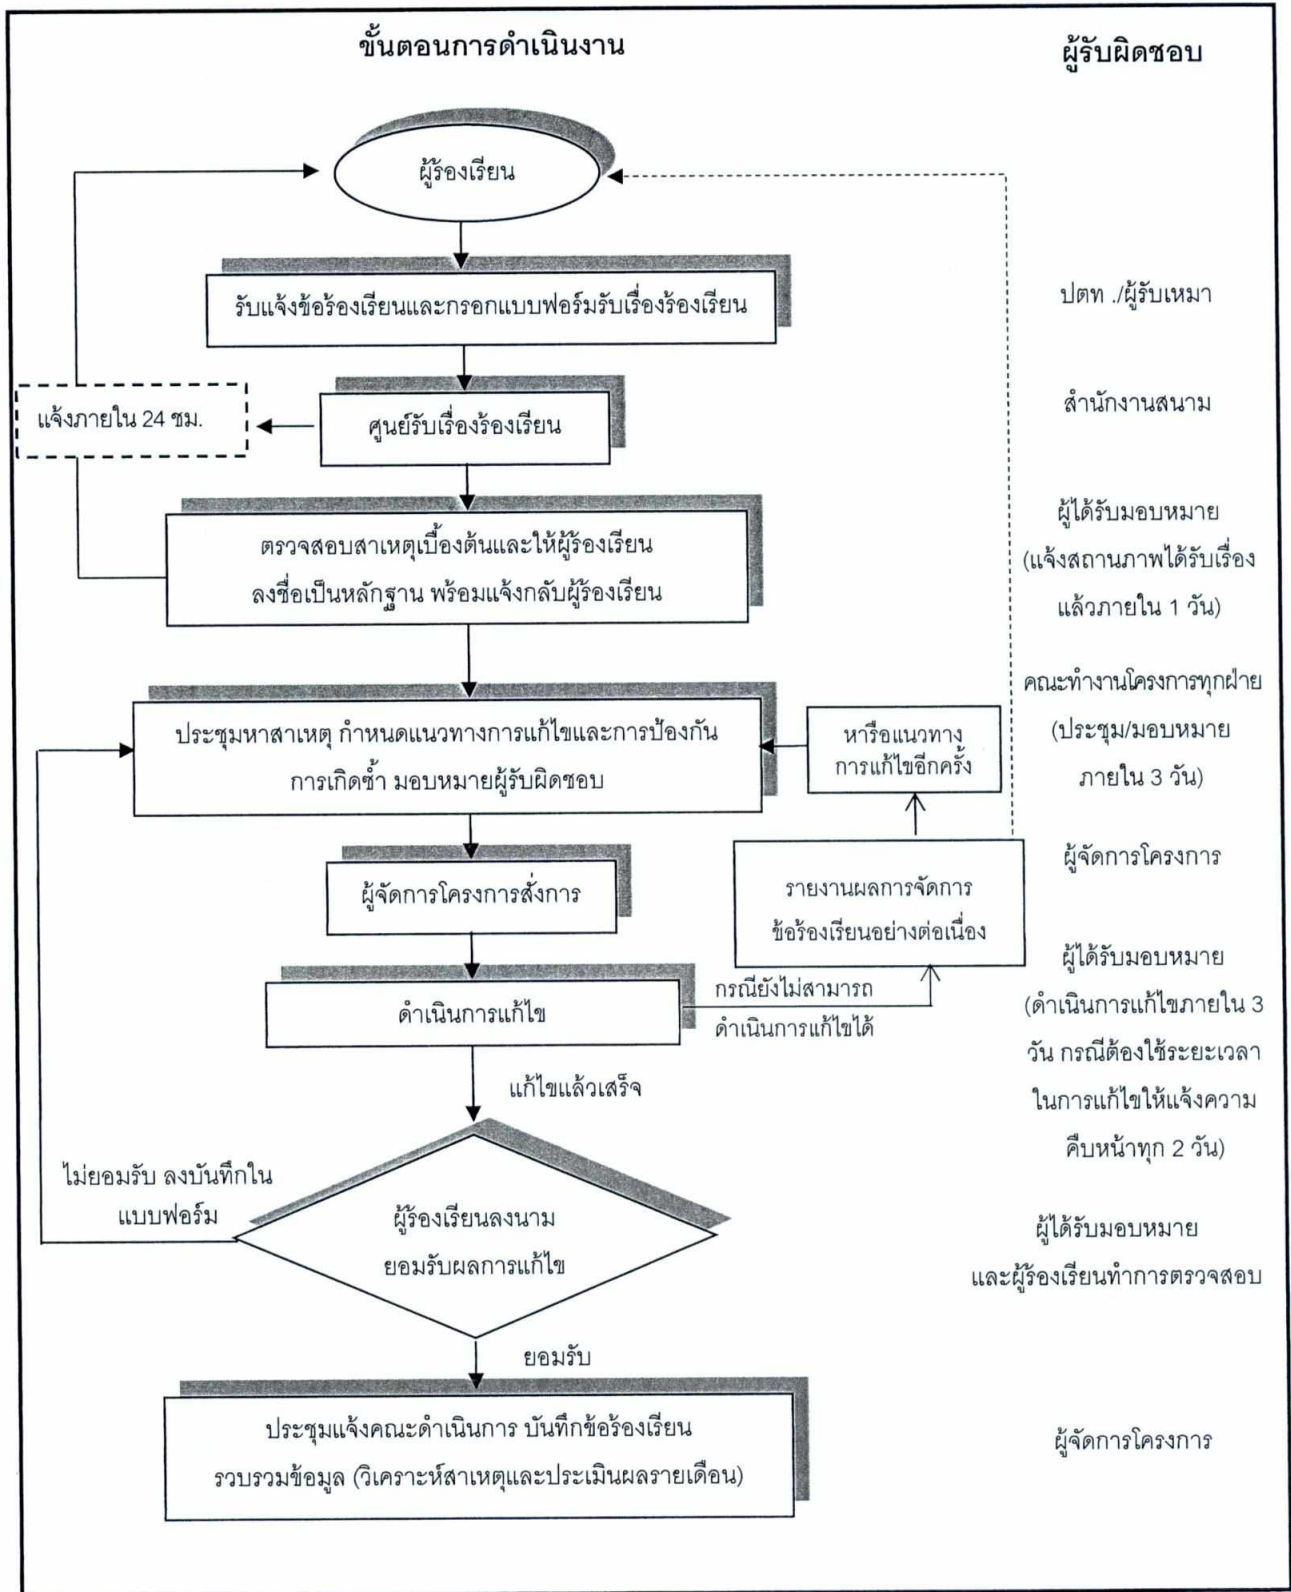 ขั้นตอนการดำเนินงาน
ผู้รับผิดชอบ
ผู้ร้องเรียน
รับแจ้งข้อร้องเรียนและกรอกแบบฟอร์มรับเรื่องร้องเรียน
ปตท ./ผู้รับเหมา
แจ้งภายใน 24 ชม.
ศูนย์รับเรื่องร้องเรียน
สำนักงานสนาม
ตรวจสอบสาเหตุเบื้องต้นและให้ผู้ร้องเรียน
ลงชื่อเป็นหลักฐาน พร้อมแจ้งกลับผู้ร้องเรียน
ผู้ได้รับมอบหมาย
(แจ้งสถานภาพได้รับเรื่อง
แล้วภายใน 1 วัน)
ประชุมหาสาเหตุ กำหนดแนวทางการแก้ไขและการป้องกัน
การเกิดซ้ำ มอบหมายผู้รับผิดชอบ
หารือแนวทาง
การแก้ไขอีกครั้ง
คณะทำงานโครงการทุกฝ่าย
(ประชุม/มอบหมาย
ภายใน 3 วัน)
ผู้จัดการโครงการสั่งการ
รายงานผลการจัดการ
ข้อร้องเรียนอย่างต่อเนื่อง
ผู้จัดการโครงการ
ดำเนินการแก้ไข
กรณียังไม่สามารถ
ดำเนินการแก้ไขได้
ผู้ได้รับมอบหมาย
(ดำเนินการแก้ไขภายใน 3
วัน กรณีต้องใช้ระยะเวลา
ในการแก้ไขให้แจ้งความ
คืบหน้าทุก 2 วัน)
แก้ไขแล้วเสร็จ
ไม่ยอมรับ ลงบันทึกใน
แบบฟอร์ม
ผู้ร้องเรียนลงนาม
ยอมรับผลการแก้ไข
ผู้ได้รับมอบหมาย
และผู้ร้องเรียนทำการตรวจสอบ
ยอมรับ
ประชุมแจ้งคณะดำเนินการ บันทึกข้อร้องเรียน
รวบรวมข้อมูล (วิเคราะห์สาเหตุและประเมินผลรายเดือน)
ผู้จัดการโครงการ